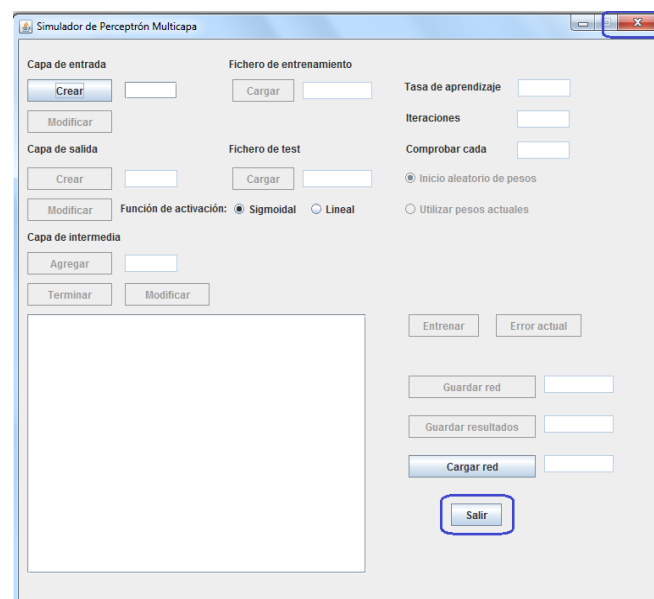 Simulador de Perceptrón Multicapa
Capa de entrada
Fichero de entrenamiento
Crear
Cargar
Tasa de aprendizaje
Modificar
Iteraciones
Capa de salida
Fichero de test
Comprobar cada
Crear
Cargar
Inicio aleatorio de pesos
Modificar
Función de activación:
Sigmoidal
Lineal
Utilizar pesos actuales
Capa de intermedia
Agregar
Terminar
Modificar
Entrenar
Error actual
Guardar red
Guardar resultados
Cargar red
Salir